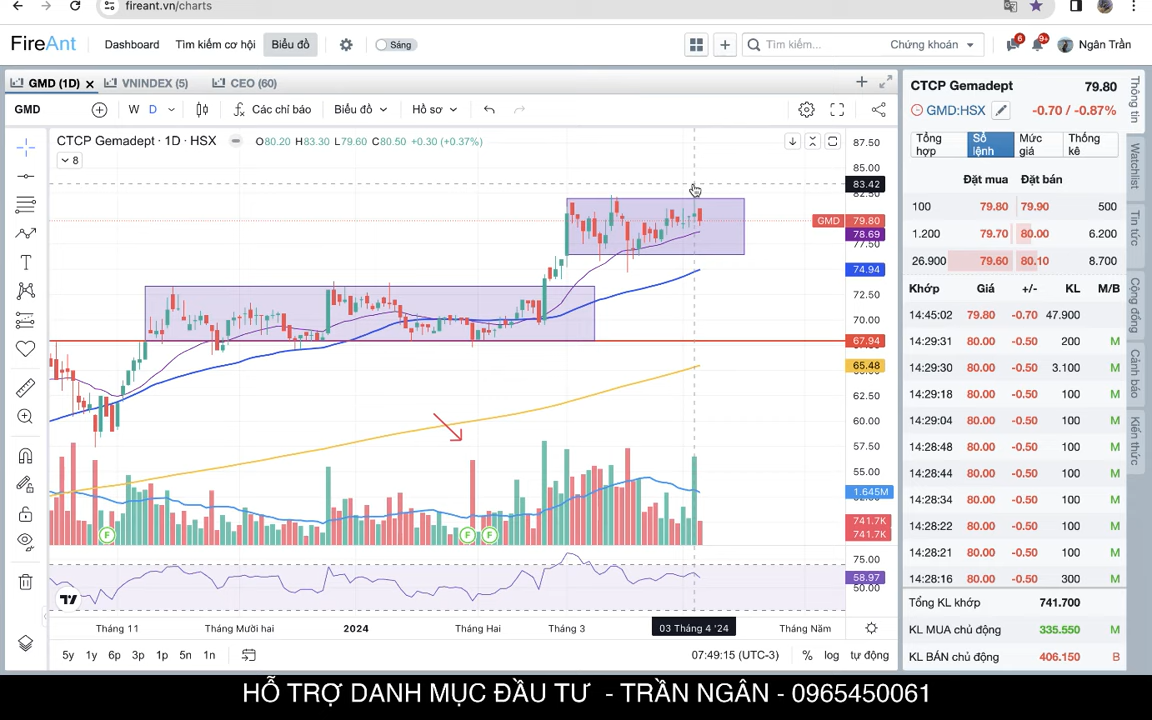 fireant.vn/charts
FireAnt Dashboard Tìm kiếm cơ hội Biểu đồ Sáng Tìm kiếm... Chứng khoán 6 9+ Ngân Trần
GMD (1D) VNINDEX (5) CEO (60)
GMD W D Các chỉ báo Biểu đồ Hồ sơ
CTCP Gemadept · 1D · HSX O80.20 H83.30 L79.60 C80.50 +0.30 (+0.37%)
8
87.50
85.00
83.42
GMD 79.80
78.69
77.50
74.94
72.50
70.00
67.94
65.48
62.50
60.00
57.50
55.00
1.645M
741.7K
741.7K
F F F
75.00
58.97
50.00
Tháng 11 Tháng Mười hai 2024 Tháng Hai Tháng 3 03 Tháng 4 '24 Tháng Năm
5y 1y 6p 3p 1p 5n 1n 07:49:15 (UTC-3) % log tự động
CTCP Gemadept 79.80
GMD:HSX -0.70 / -0.87%
Tổng hợp Sổ lệnh Mức giá Thống kê
Đặt mua Đặt bán
100 79.80 79.90 500
1.200 79.70 80.00 6.200
26.900 79.60 80.10 8.700
Khớp Giá +/- KL M/B
14:45:02 79.80 -0.70 47.900
14:29:31 80.00 -0.50 200 M
14:29:30 80.00 -0.50 3.100 M
14:29:18 80.00 -0.50 100 M
14:29:04 80.00 -0.50 100 M
14:28:48 80.00 -0.50 100 M
14:28:44 80.00 -0.50 100 M
14:28:34 80.00 -0.50 100 M
14:28:22 80.00 -0.50 100 M
14:28:21 80.00 -0.50 100 M
14:28:16 80.00 -0.50 300 M
Tổng KL khớp 741.700
KL MUA chủ động 335.550 M
KL BÁN chủ động 406.150 B
Thông tin
Watchlist
Tin tức
Cộng đồng
Cảnh báo
Kiến thức
HỖ TRỢ DANH MỤC ĐẦU TƯ - TRẦN NGÂN - 0965450061